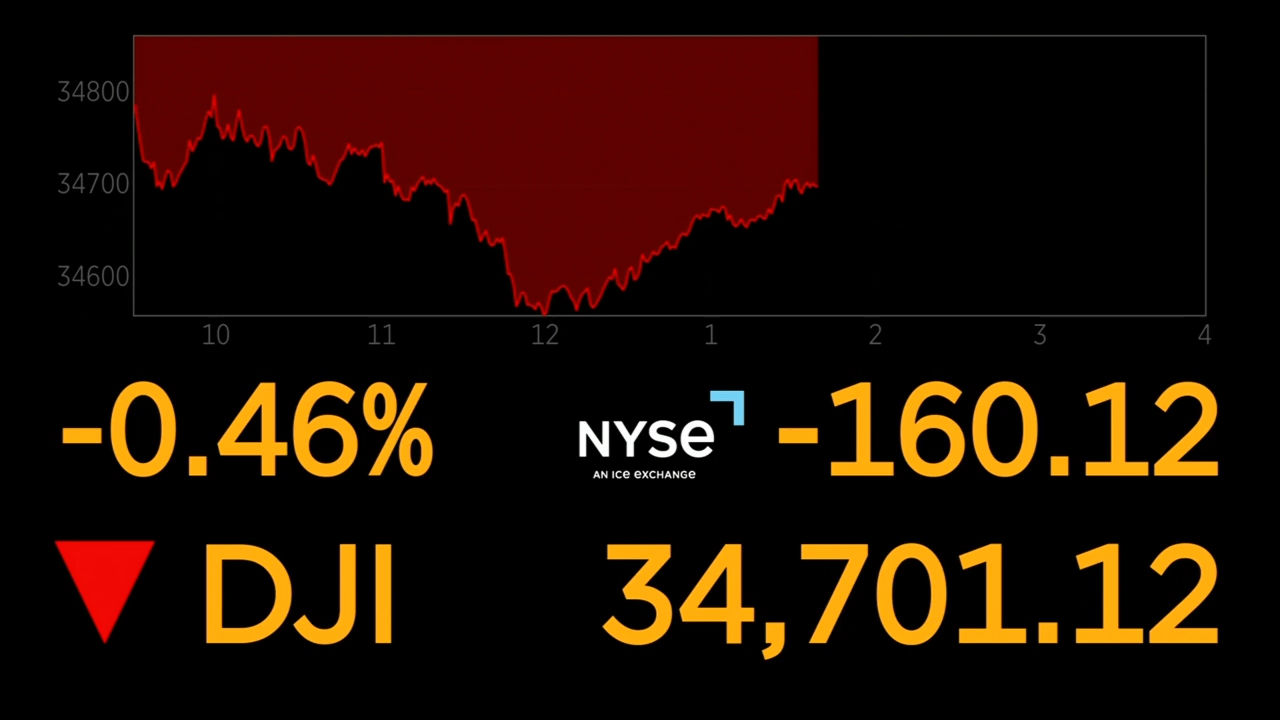 34800
34700
34600
10 11 12 1 2 3 4
-0.46% NYSE -160.12
AN ICE EXCHANGE
DJI 34,701.12